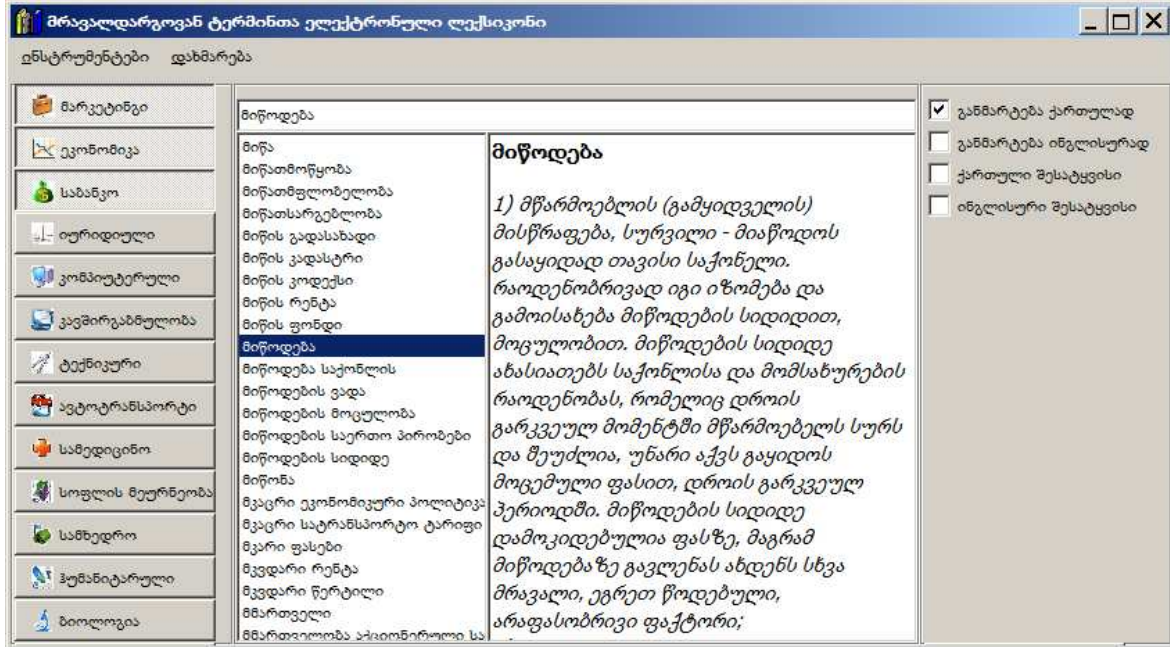 მრავალდარგოვან ტერმინთა ელექტრონული ლექსიკონი
ინსტრუმენტები დახმარება
მარკეტინგი
ეკონომიკა
საბანკო
იურიდიული
კომპიუტერული
კავშირგაბმულობა
ტექნიკური
ავტოტრანსპორტი
სამედიცინო
სოფლის მეურნეობა
სამხედრო
ჰუმანიტარული
ბიოლოგია
მიწოდება
მიწა
მიწათმოწყობა
მიწათმფლობელობა
მიწათსარგებლობა
მიწის გადასახადი
მიწის კადასტრი
მიწის კოდექსი
მიწის რენტა
მიწის ფონდი
მიწოდება
მიწოდება საქონლის
მიწოდების ვადა
მიწოდების მოცულობა
მიწოდების საერთო პირობები
მიწოდების სიდიდე
მიწონა
მკაცრი ეკონომიკური პოლიტიკა
მკაცრი სატრანსპორტო ტარიფი
მკარი ფასები
მკვდარი რენტა
მკვდარი წერტილი
მმართველი
მმართველობა აქციონერული სა
მიწოდება
1) მწარმოებლის (გამყიდველის)
მისწრაფება, სურვილი - მიაწოდოს
გასაყიდად თავისი საქონელი.
რაოდენობრივად იგი იზომება და
გამოისახება მიწოდების სიდიდით,
მოცულობით. მიწოდების სიდიდე
ახასიათებს საქონლისა და მომსახურების
რაოდენობას, რომელიც დროის
გარკვეულ მომენტში მწარმოებელს სურს
და შეუძლია, უნარი აქვს გაყიდოს
მოცემული ფასით, დროის გარკვეულ
პერიოდში. მიწოდების სიდიდე
დამოკიდებულია ფასზე, მაგრამ
მიწოდებაზე გავლენას ახდენს სხვა
მრავალი, ეგრეთ წოდებული,
არაფასობრივი ფაქტორი;
განმარტება ქართულად
განმარტება ინგლისურად
ქართული შესატყვისი
ინგლისური შესატყვისი